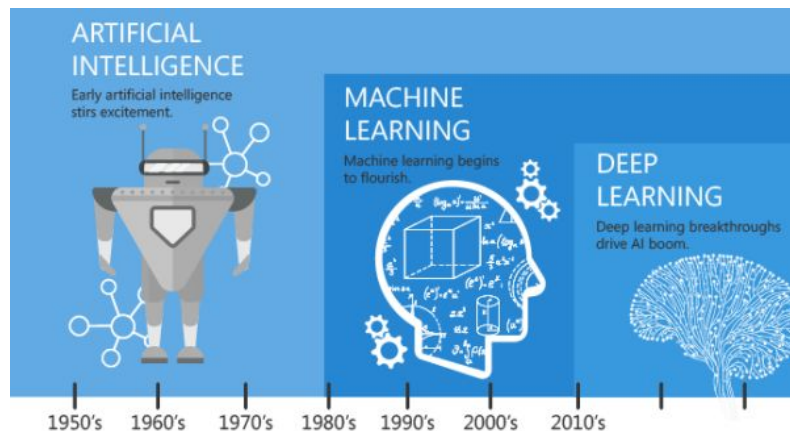 ARTIFICIAL
INTELLIGENCE
Early artificial intelligence
stirs excitement.
MACHINE
LEARNING
Machine learning begins
to flourish.
DEEP
LEARNING
Deep learning breakthroughs
drive AI boom.
1950's 1960's 1970's 1980's 1990's 2000's 2010's